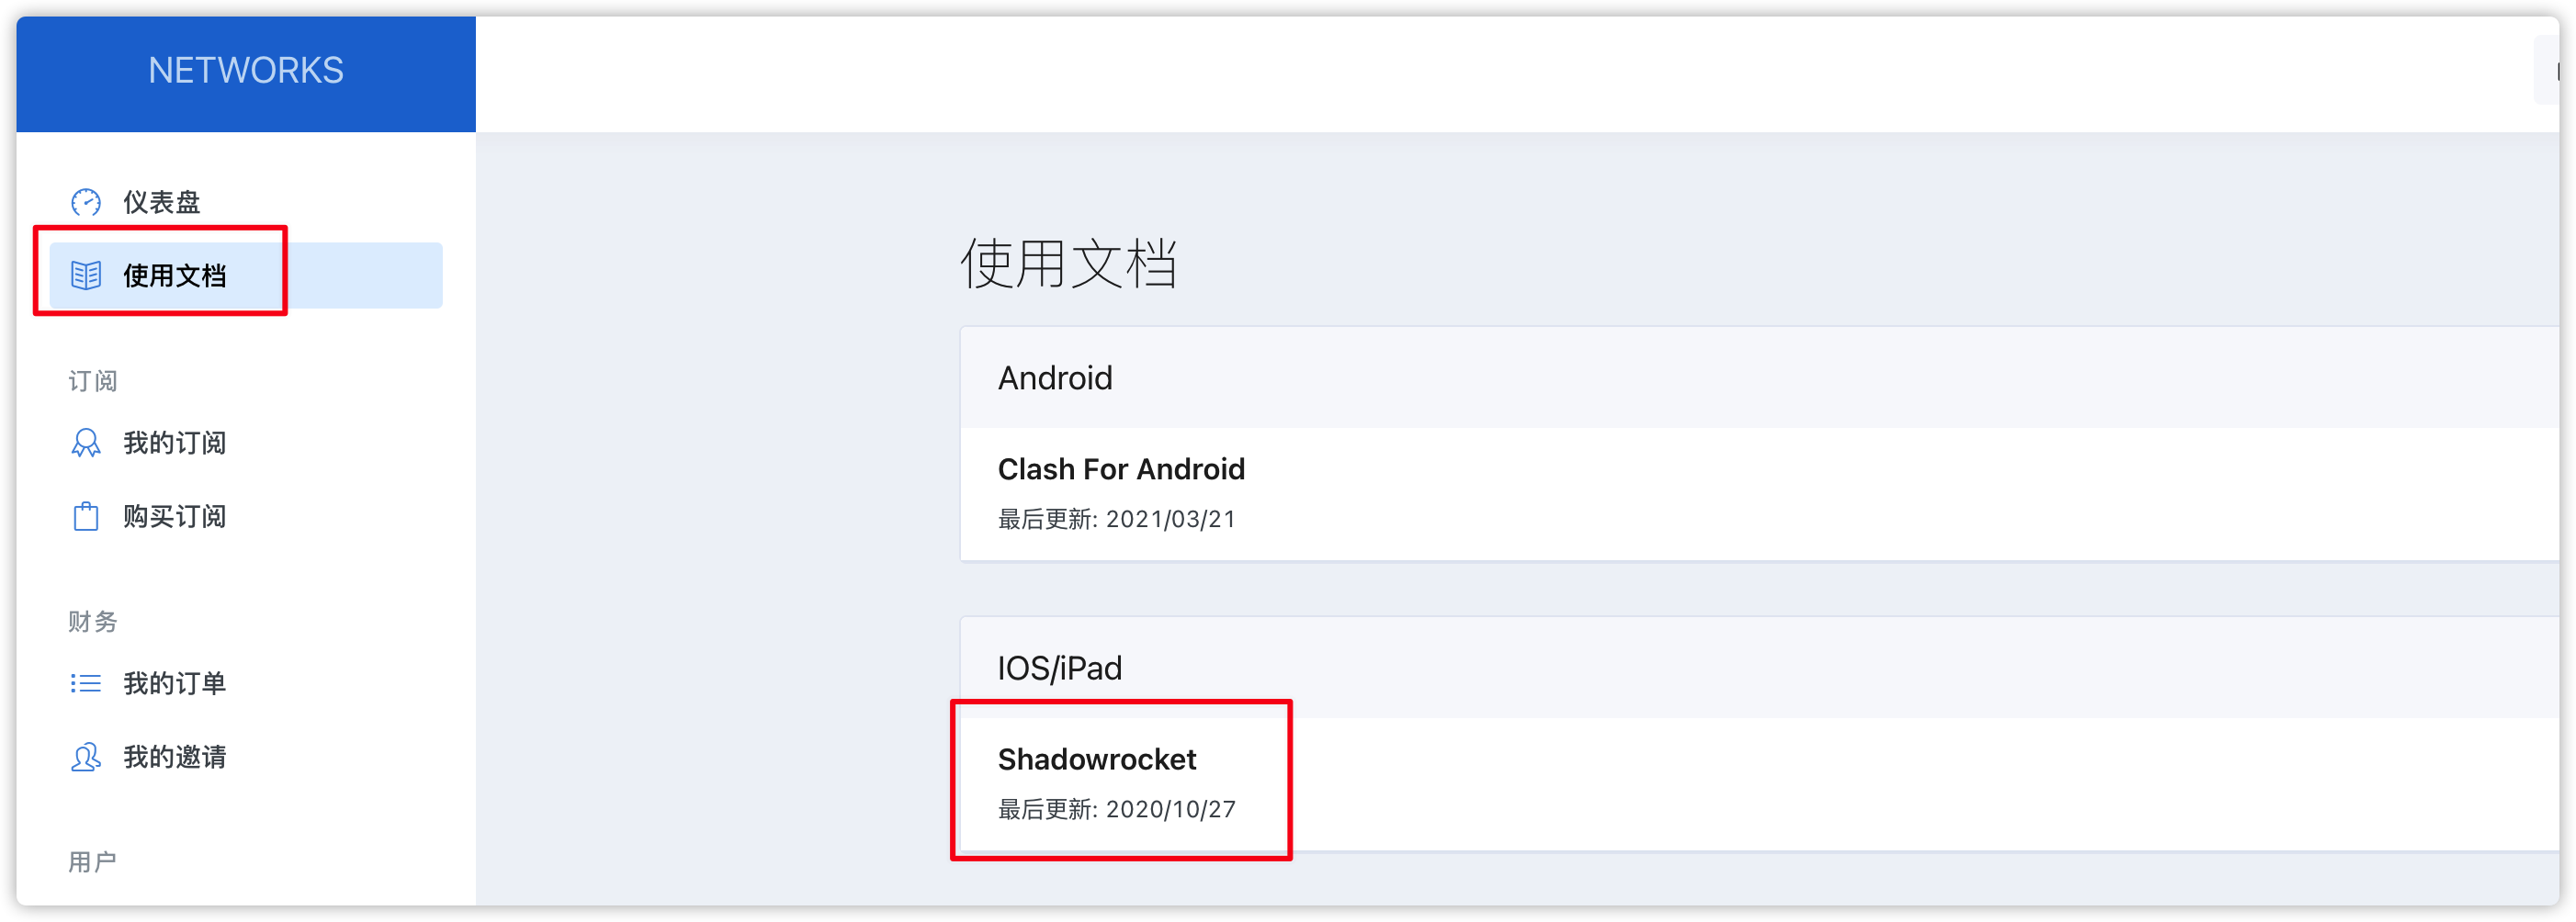 NETWORKS
仪表盘
使用文档
订阅
我的订阅
购买订阅
财务
我的订单
我的邀请
用户
使用文档
Android
Clash For Android
最后更新: 2021/03/21
IOS/iPad
Shadowrocket
最后更新: 2020/10/27